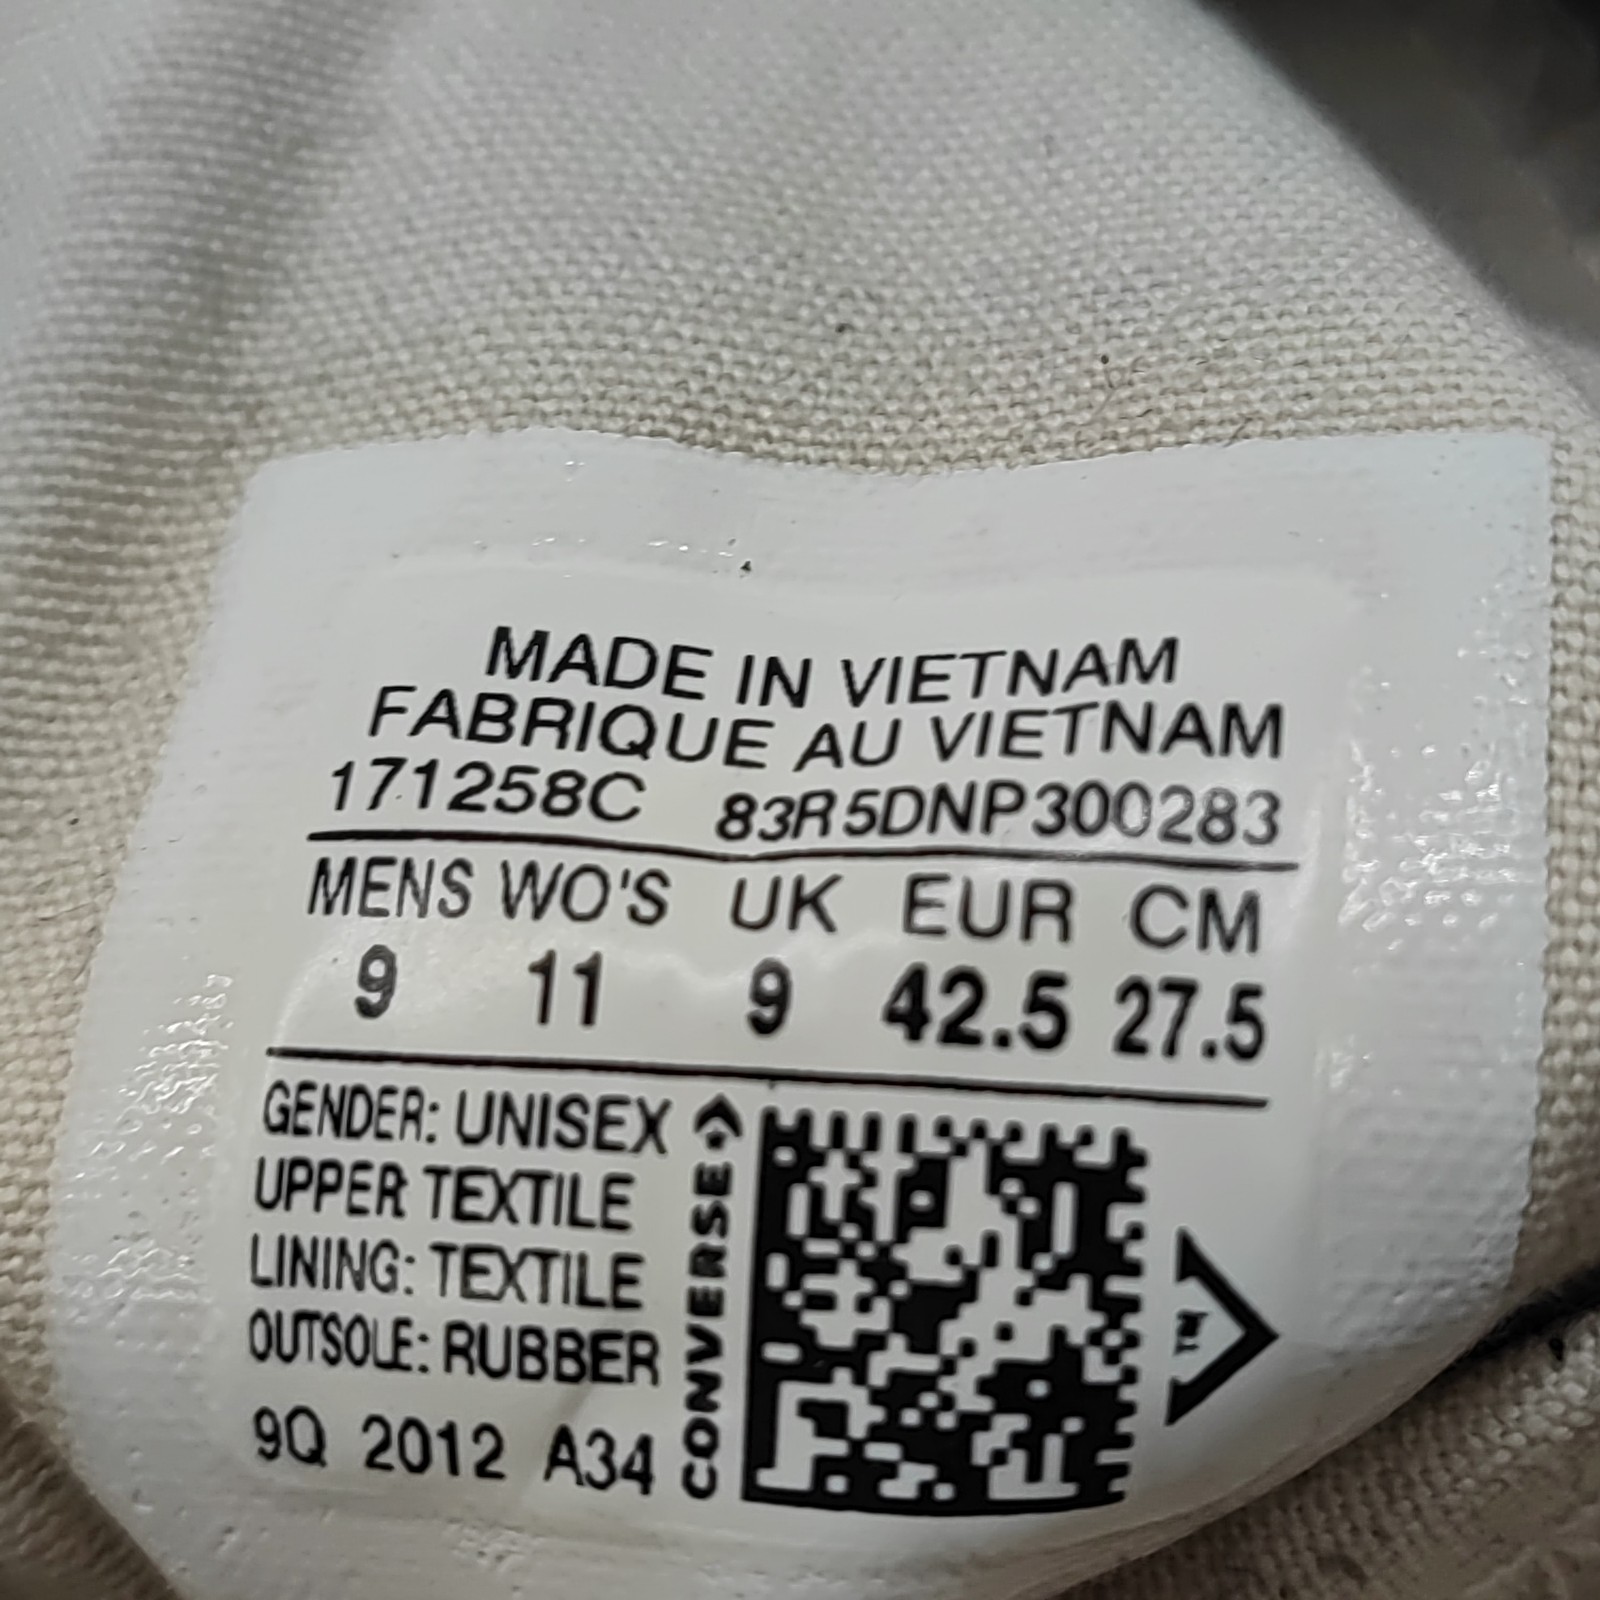 MADE IN VIETNAM
FABRIQUE AU VIETNAM
171258C 83R5DNP300283
MENS WO'S UK EUR CM
9 11 9 42.5 27.5
GENDER: UNISEX
UPPER: TEXTILE
LINING: TEXTILE
OUTSOLE: RUBBER
9Q 2012 A34
CONVERSE
TM